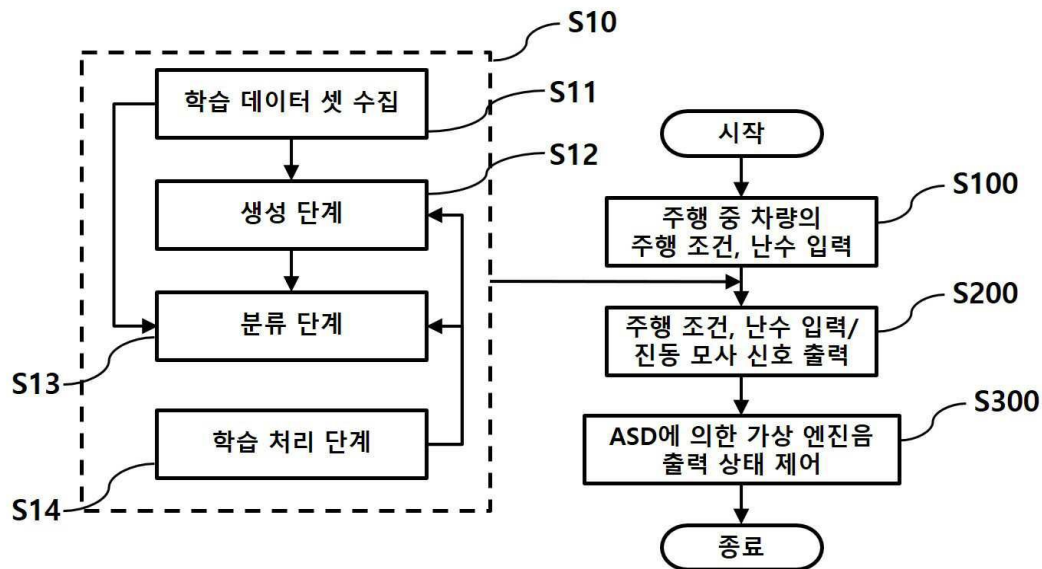 S10
학습 데이터 셋 수집
S11
S12
생성 단계
분류 단계
S13
학습 처리 단계
S14
시작
S100
주행 중 차량의
주행 조건, 난수 입력
S200
주행 조건, 난수 입력/
진동 모사 신호 출력
S300
ASD에 의한 가상 엔진음
출력 상태 제어
종료